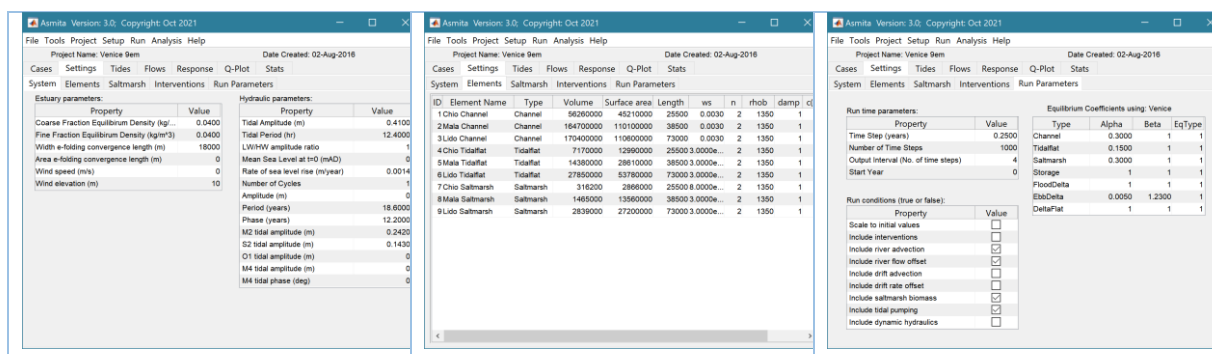 Asmita Version: 3.0; Copyright: Oct 2021
File Tools Project Setup Run Analysis Help
Project Name: Venice 9em Date Created: 02-Aug-2016
Cases Settings Tides Flows Response Q-Plot Stats
System Elements Saltmarsh Interventions Run Parameters
Estuary parameters:
Property Value
Coarse Fraction Equilibrium Density (kg/... 0.0400
Fine Fraction Equilibirum Density (kg/m^3) 0.0400
Width e-folding convergence length (m) 18000
Area e-folding convergence length (m) 0
Wind speed (m/s) 0
Wind elevation (m) 10
Hydraulic parameters:
Property Value
Tidal Amplitude (m) 0.4100
Tidal Period (hr) 12.4000
LW/HW amplitude ratio 1
Mean Sea Level at t=0 (mAD) 0
Rate of sea level rise (m/year) 0.0014
Number of Cycles 1
Amplitude (m) 0
Period (years) 18.6000
Phase (years) 12.2000
M2 tidal amplitude (m) 0.2420
S2 tidal amplitude (m) 0.1430
O1 tidal amplitude (m) 0
M4 tidal amplitude (m) 0
M4 tidal phase (deg) 0
Asmita Version: 3.0; Copyright: Oct 2021
File Tools Project Setup Run Analysis Help
Project Name: Venice 9em Date Created: 02-Aug-2016
Cases Settings Tides Flows Response Q-Plot Stats
System Elements Saltmarsh Interventions Run Parameters
ID Element Name Type Volume Surface area Length ws n rhob damp c(
1 Chio Channel Channel 56260000 45210000 25500 0.0030 2 1350 1
2 Mala Channel Channel 164700000 110100000 38500 0.0030 2 1350 1
3 Lido Channel Channel 170400000 110600000 73000 0.0030 2 1350 1
4 Chio Tidalflat Tidalflat 7170000 12990000 25500 3.0000e... 2 1350 1
5 Mala Tidalflat Tidalflat 14380000 28610000 38500 3.0000e... 2 1350 1
6 Lido Tidalflat Tidalflat 27850000 53780000 73000 3.0000e... 2 1350 1
7 Chio Saltmarsh Saltmarsh 316200 2866000 25500 8.0000e... 2 1350 1
8 Mala Saltmarsh Saltmarsh 1465000 13560000 38500 3.0000e... 2 1350 1
9 Lido Saltmarsh Saltmarsh 2839000 27200000 73000 3.0000e... 2 1350 1
Asmita Version: 3.0; Copyright: Oct 2021
File Tools Project Setup Run Analysis Help
Project Name: Venice 9em Date Created: 02-Aug-2016
Cases Settings Tides Flows Response Q-Plot Stats
System Elements Saltmarsh Interventions Run Parameters
Run time parameters:
Property Value
Time Step (years) 0.2500
Number of Time Steps 1000
Output Interval (No. of time steps) 4
Start Year 0
Run conditions (true or false):
Property Value
Scale to initial values
Include interventions
Include river advection
Include river flow offset
Include drift advection
Include drift rate offset
Include saltmarsh biomass
Include tidal pumping
Include dynamic hydraulics
Equilibrium Coefficients using: Venice
Type Alpha Beta EqType
Channel 0.3000 1 1
Tidalflat 0.1500 1 1
Saltmarsh 0.3000 1 1
Storage 1 1 1
FloodDelta 1 1 1
EbbDelta 0.0050 1.2300 1
DeltaFlat 1 1 1